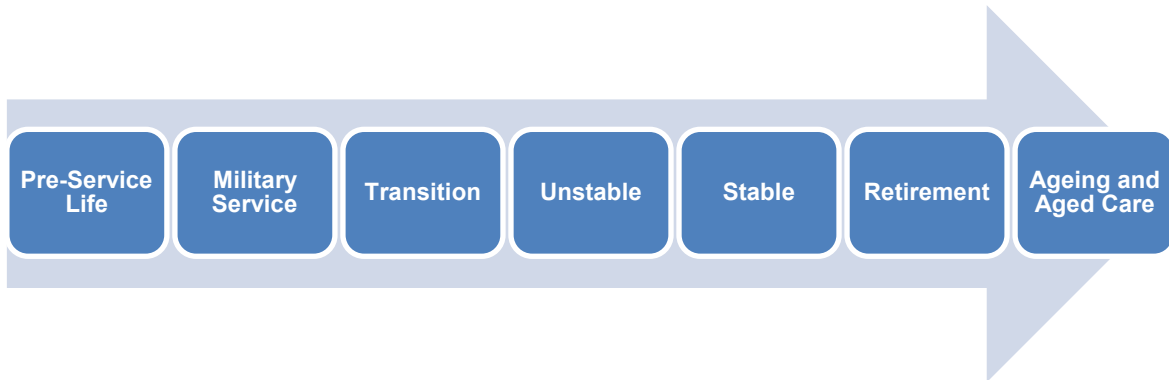 Pre-Service
Life
Military
Service
Transition
Unstable
Stable
Retirement
Ageing and
Aged Care